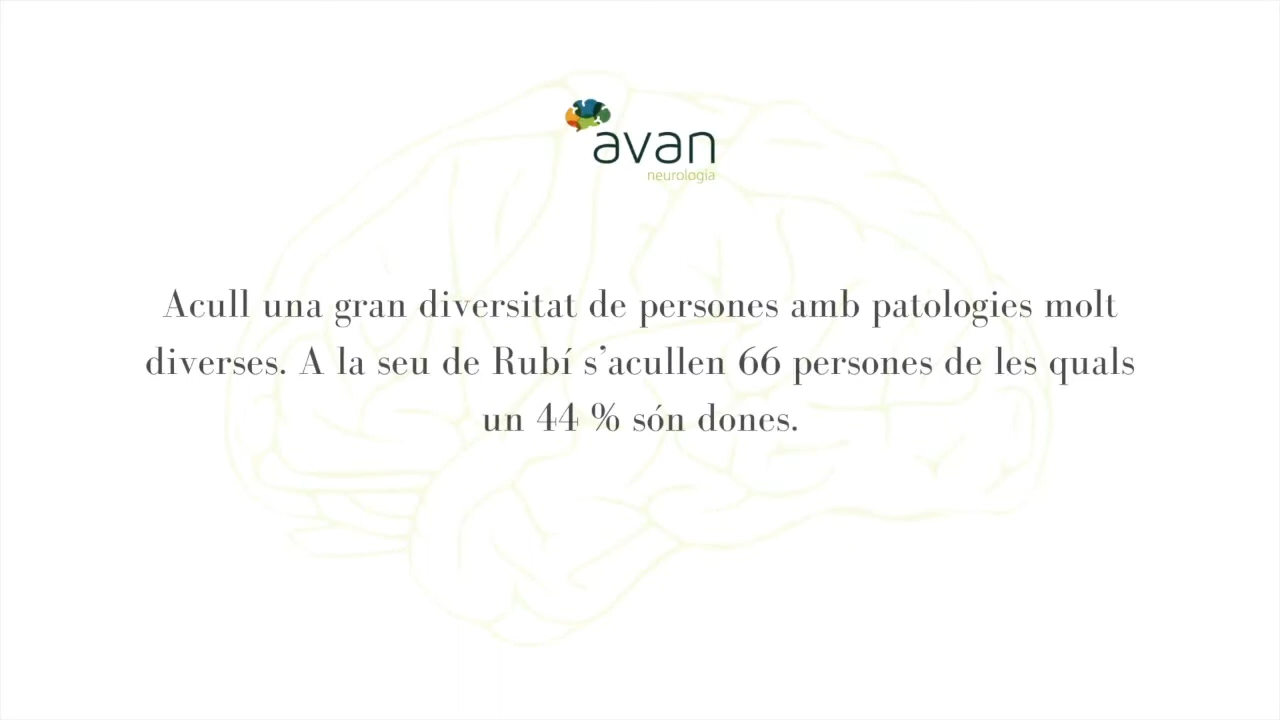 avan
neurologia
Acull una gran diversitat de persones amb patologies molt
diverses. A la seu de Rubí s’acullen 66 persones de les quals
un 44 % són dones.